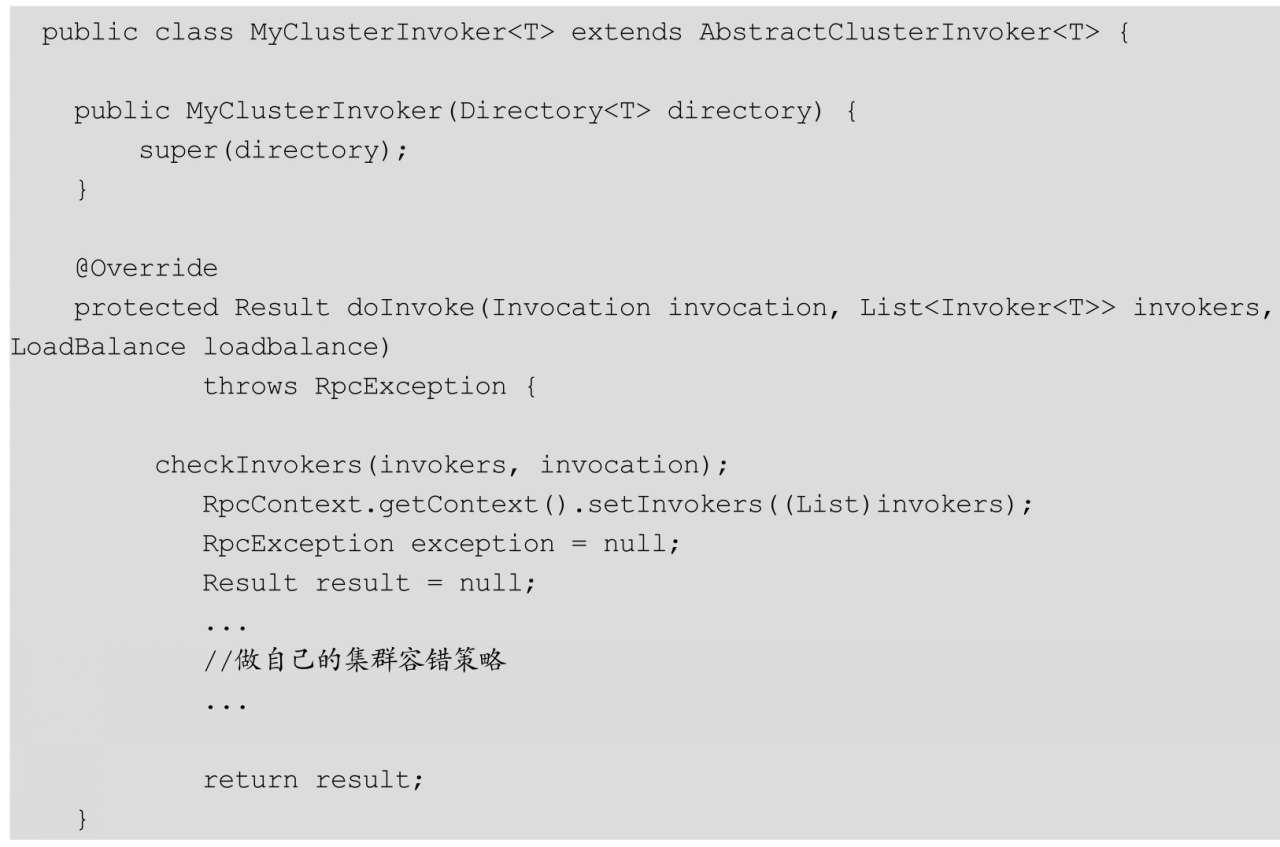 public class MyClusterInvoker<T> extends AbstractClusterInvoker<T> {
public MyClusterInvoker(Directory<T> directory) {
super(directory);
}
@Override
protected Result doInvoke(Invocation invocation, List<Invoker<T>> invokers,
LoadBalance loadbalance)
throws RpcException {
checkInvokers(invokers, invocation);
RpcContext.getContext().setInvokers((List)invokers);
RpcException exception = null;
Result result = null;
...
//做自己的集群容错策略
...
return result;
}